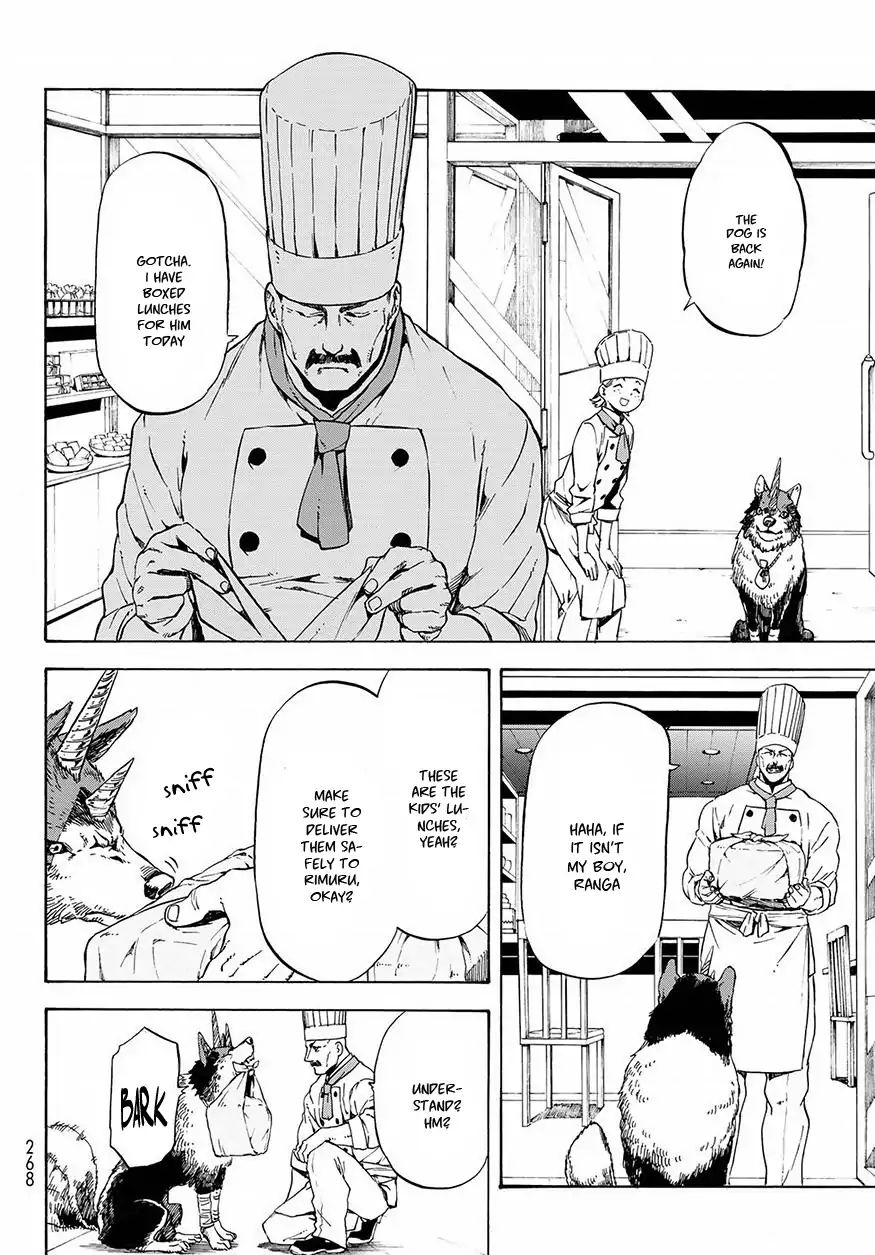 THE
DOG IS
BACK
AGAIN!
GOTCHA.
I HAVE
BOXED
LUNCHES
FOR HIM
TODAY
HAHA, IF
IT ISN'T
MY BOY,
RANGA
THESE
ARE THE
KIDS' LU-
NCHES,
YEAH?
MAKE
SURE TO
DELIVER
THEM SA-
FELY TO
RIMURU,
OKAY?
sniff
sniff
UNDER-
STAND?
HM?
BARK
268